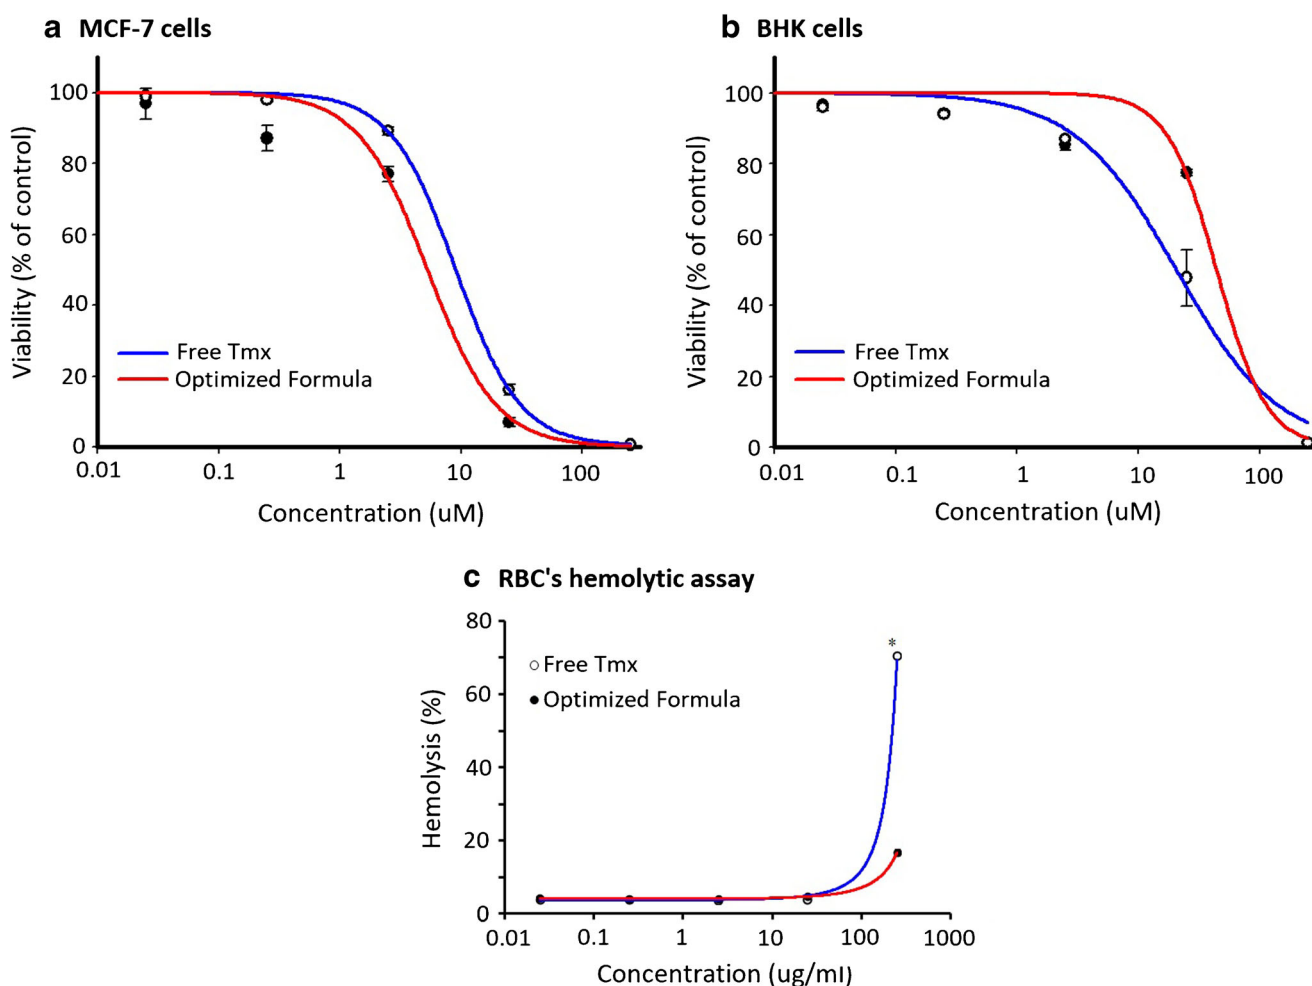 a MCF-7 cells
Viability (% of control)
100
80
60
40
20
0
Free Tmx
Optimized Formula
0.01 0.1 1 10 100
Concentration (uM)
b BHK cells
Viability (% of control)
100
80
60
40
20
0
Free Tmx
Optimized Formula
0.01 0.1 1 10 100
Concentration (uM)
c RBC's hemolytic assay
Hemolysis (%)
80
60
40
20
0
Free Tmx
Optimized Formula
*
0.01 0.1 1 10 100 1000
Concentration (ug/ml)